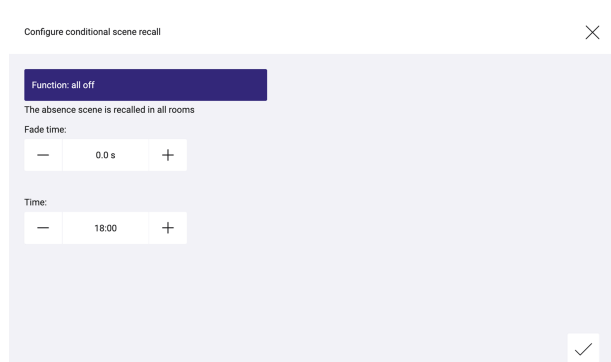 Configure conditional scene recall
Function: all off
The absence scene is recalled in all rooms
Fade time:
0.0 s
Time:
18:00